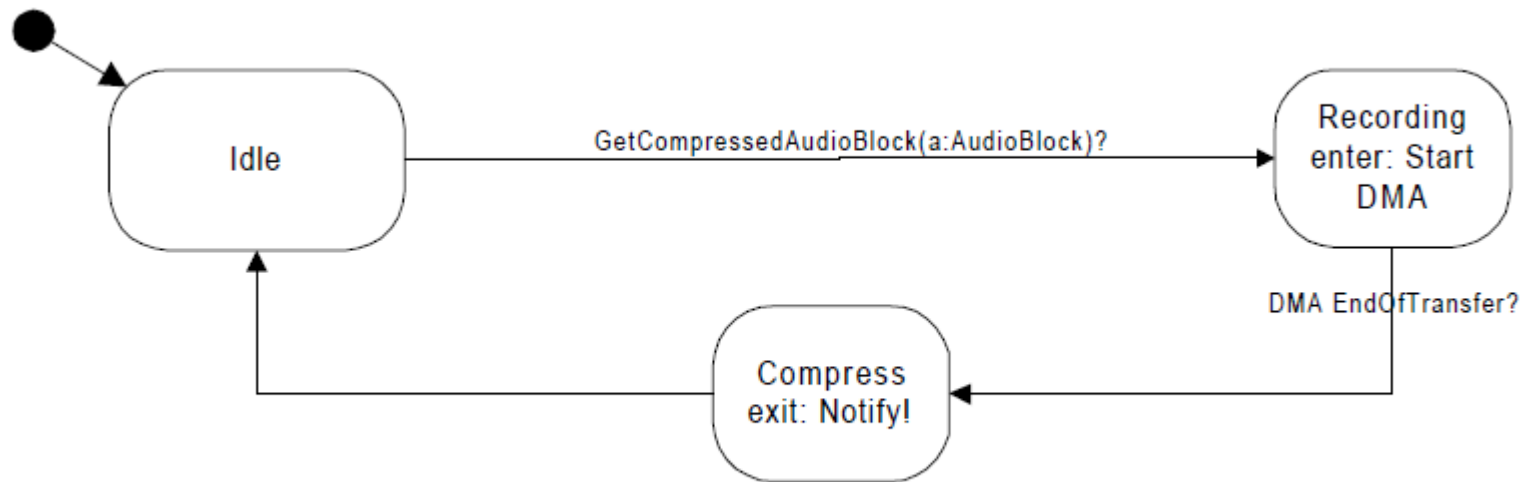 Idle
GetCompressedAudioBlock(a:AudioBlock)?
Recording
enter: Start
DMA
DMA EndOfTransfer?
Compress
exit: Notify!